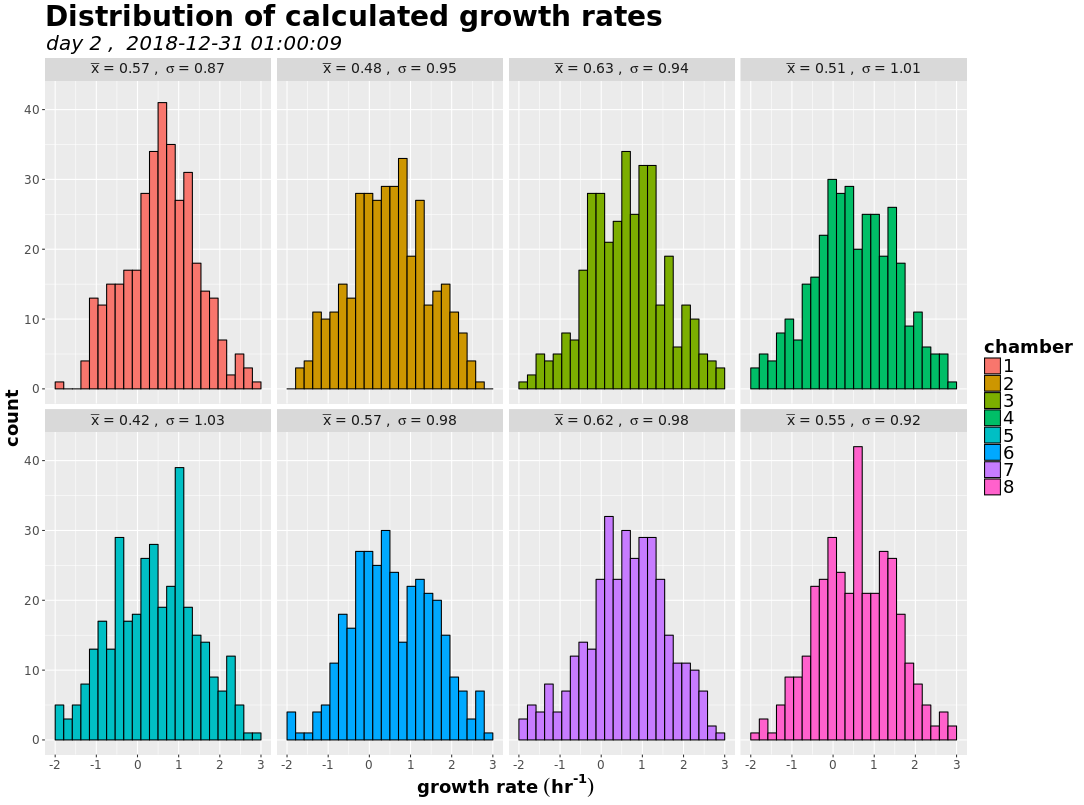 Distribution of calculated growth rates
day 2 ,  2018-12-31 01:00:09
x̅ = 0.57 ,  σ = 0.87
x̅ = 0.48 ,  σ = 0.95
x̅ = 0.63 ,  σ = 0.94
x̅ = 0.51 ,  σ = 1.01
40
30
20
10
0
x̅ = 0.42 ,  σ = 1.03
x̅ = 0.57 ,  σ = 0.98
x̅ = 0.62 ,  σ = 0.98
x̅ = 0.55 ,  σ = 0.92
40
30
20
10
0
-2 -1 0 1 2 3
-2 -1 0 1 2 3
-2 -1 0 1 2 3
-2 -1 0 1 2 3
count
growth rate (hr⁻¹)
chamber
1
2
3
4
5
6
7
8